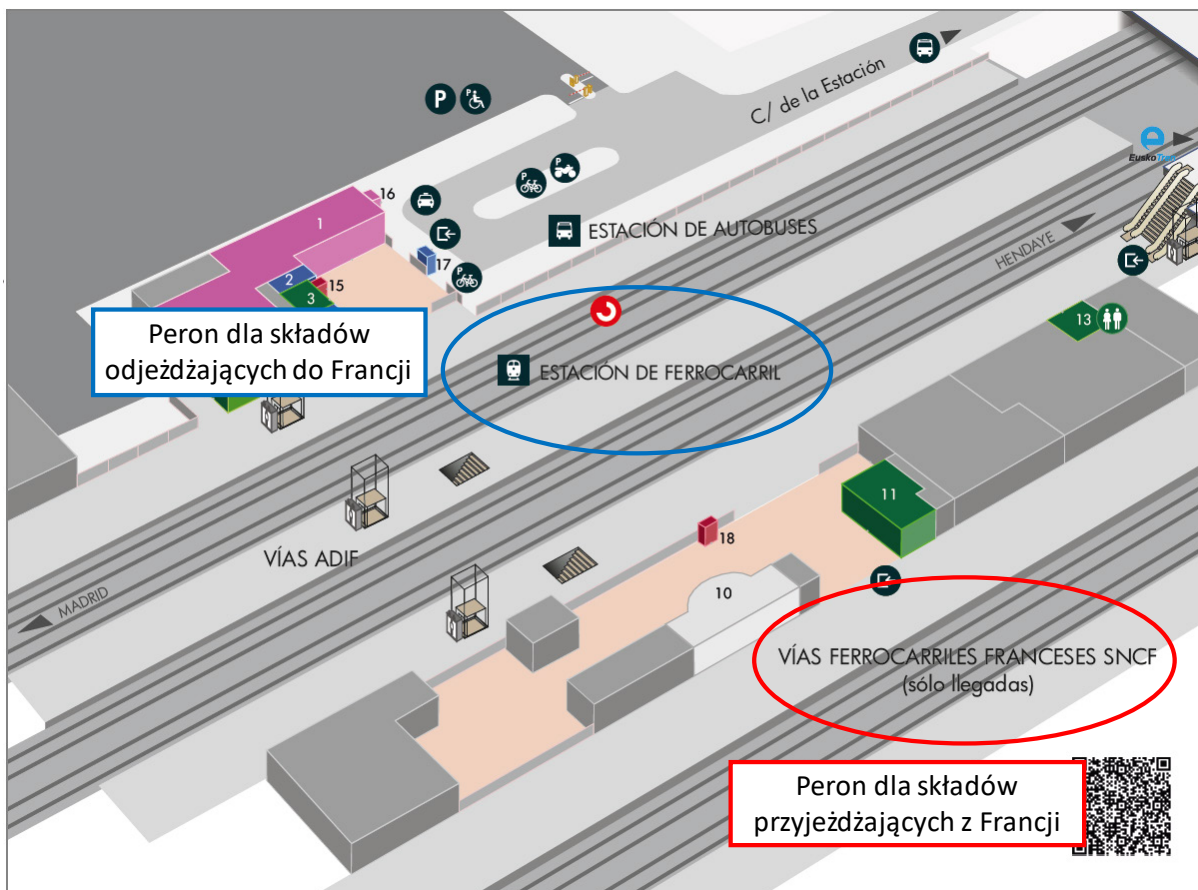 P
P
C/ de la Estación
EuskoTren
16
1
P
P
ESTACIÓN DE AUTOBUSES
HENDAYE
17
P
2
15
3
13
Peron dla składów
odjeżdżających do Francji
ESTACIÓN DE FERROCARRIL
11
VÍAS ADIF
18
MADRID
10
VÍAS FERROCARRILES FRANCESES SNCF
(sólo llegadas)
Peron dla składów
przyjeżdżających z Francji